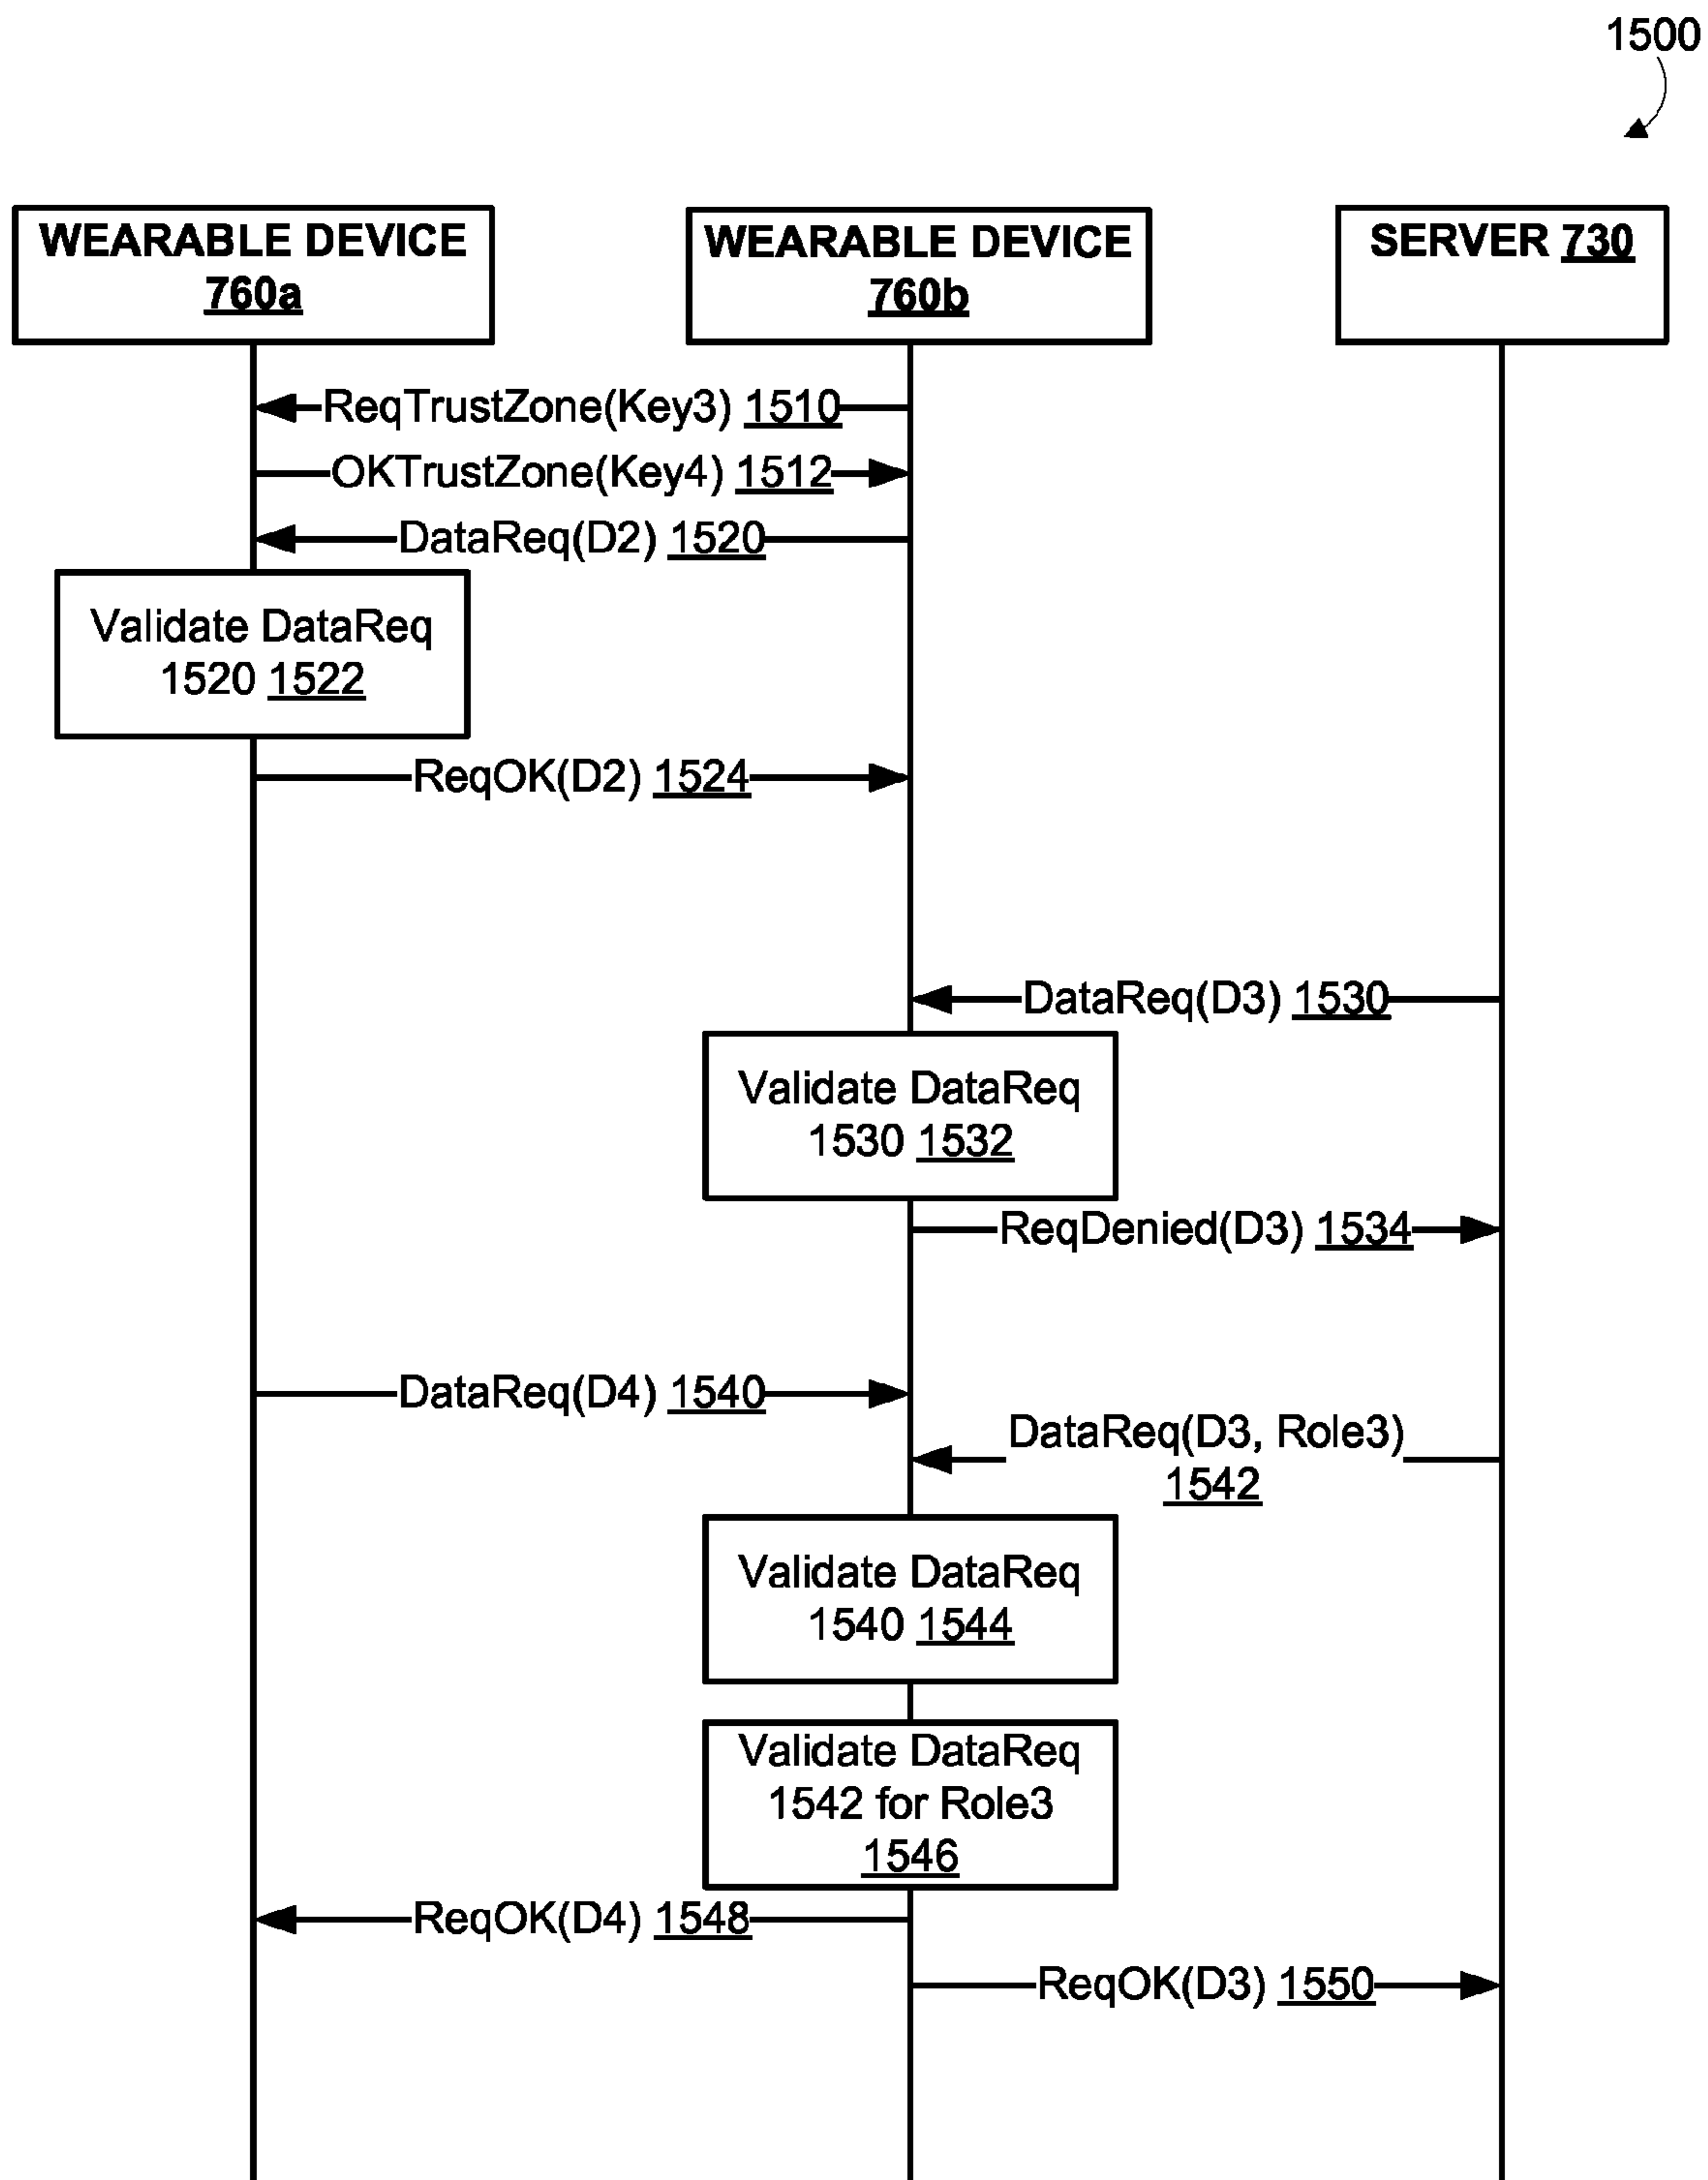 1500
WEARABLE DEVICE
760a
WEARABLE DEVICE
760b
SERVER 730
ReqTrustZone(Key3) 1510
OKTrustZone(Key4) 1512
DataReq(D2) 1520
Validate DataReq
1520 1522
ReqOK(D2) 1524
DataReq(D3) 1530
Validate DataReq
1530 1532
ReqDenied(D3) 1534
DataReq(D4) 1540
DataReq(D3, Role3)
1542
Validate DataReq
1540 1544
Validate DataReq
1542 for Role3
1546
ReqOK(D4) 1548
ReqOK(D3) 1550